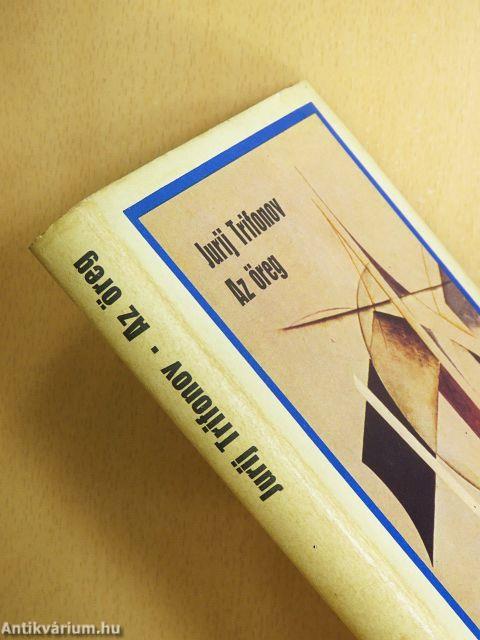 Jurij Trifonov
Az öreg
Jurij Trifonov - Az öreg
Antikvárium.hu